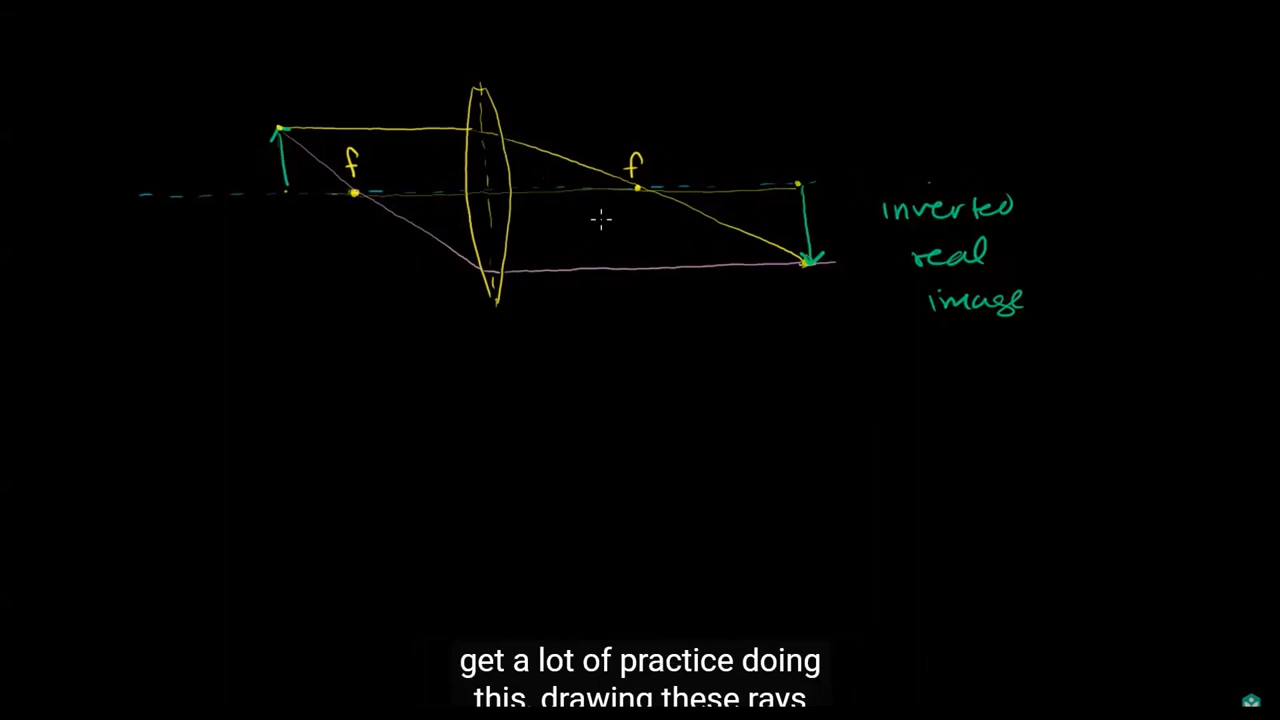 f
f
inverted
real
image
get a lot of practice doing
this, drawing these rays